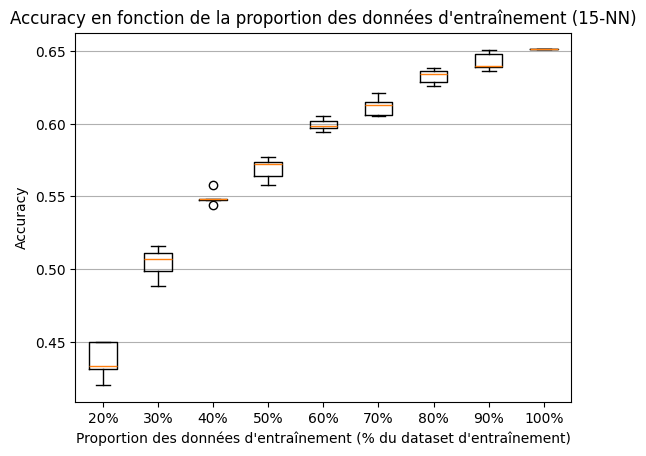 Accuracy en fonction de la proportion des données d'entraînement (15-NN)
0.65
0.60
0.55
0.50
0.45
Accuracy
20% 30% 40% 50% 60% 70% 80% 90% 100%
Proportion des données d'entraînement (% du dataset d'entraînement)